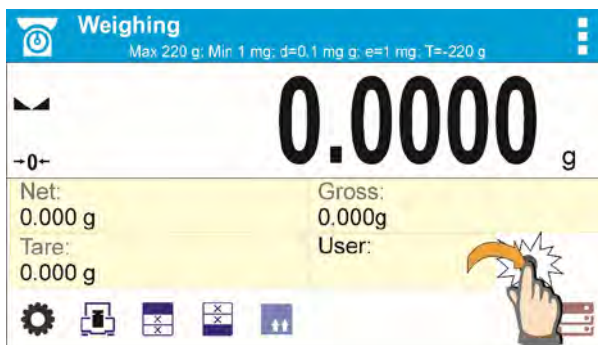 Weighing
Max 220 g; Min 1 mg; d=0.1 mg g; e=1 mg; T=-220 g
0.0000 g
→0←
Net:
0.000 g
Gross:
0.000g
Tare:
0.000 g
User: